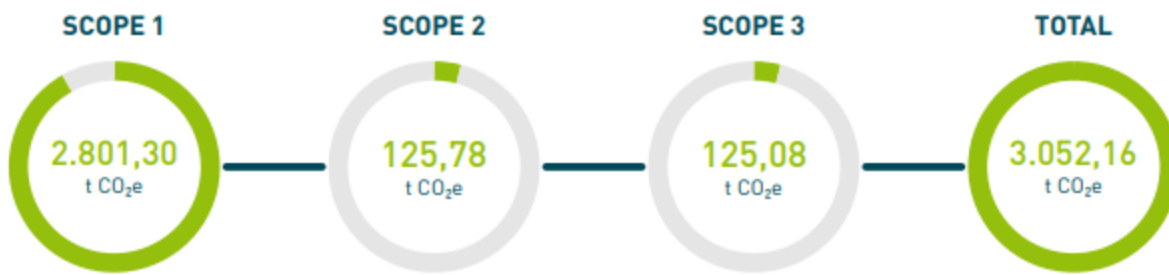 SCOPE 1
2.801,30
t CO₂e
SCOPE 2
125,78
t CO₂e
SCOPE 3
125,08
t CO₂e
TOTAL
3.052,16
t CO₂e